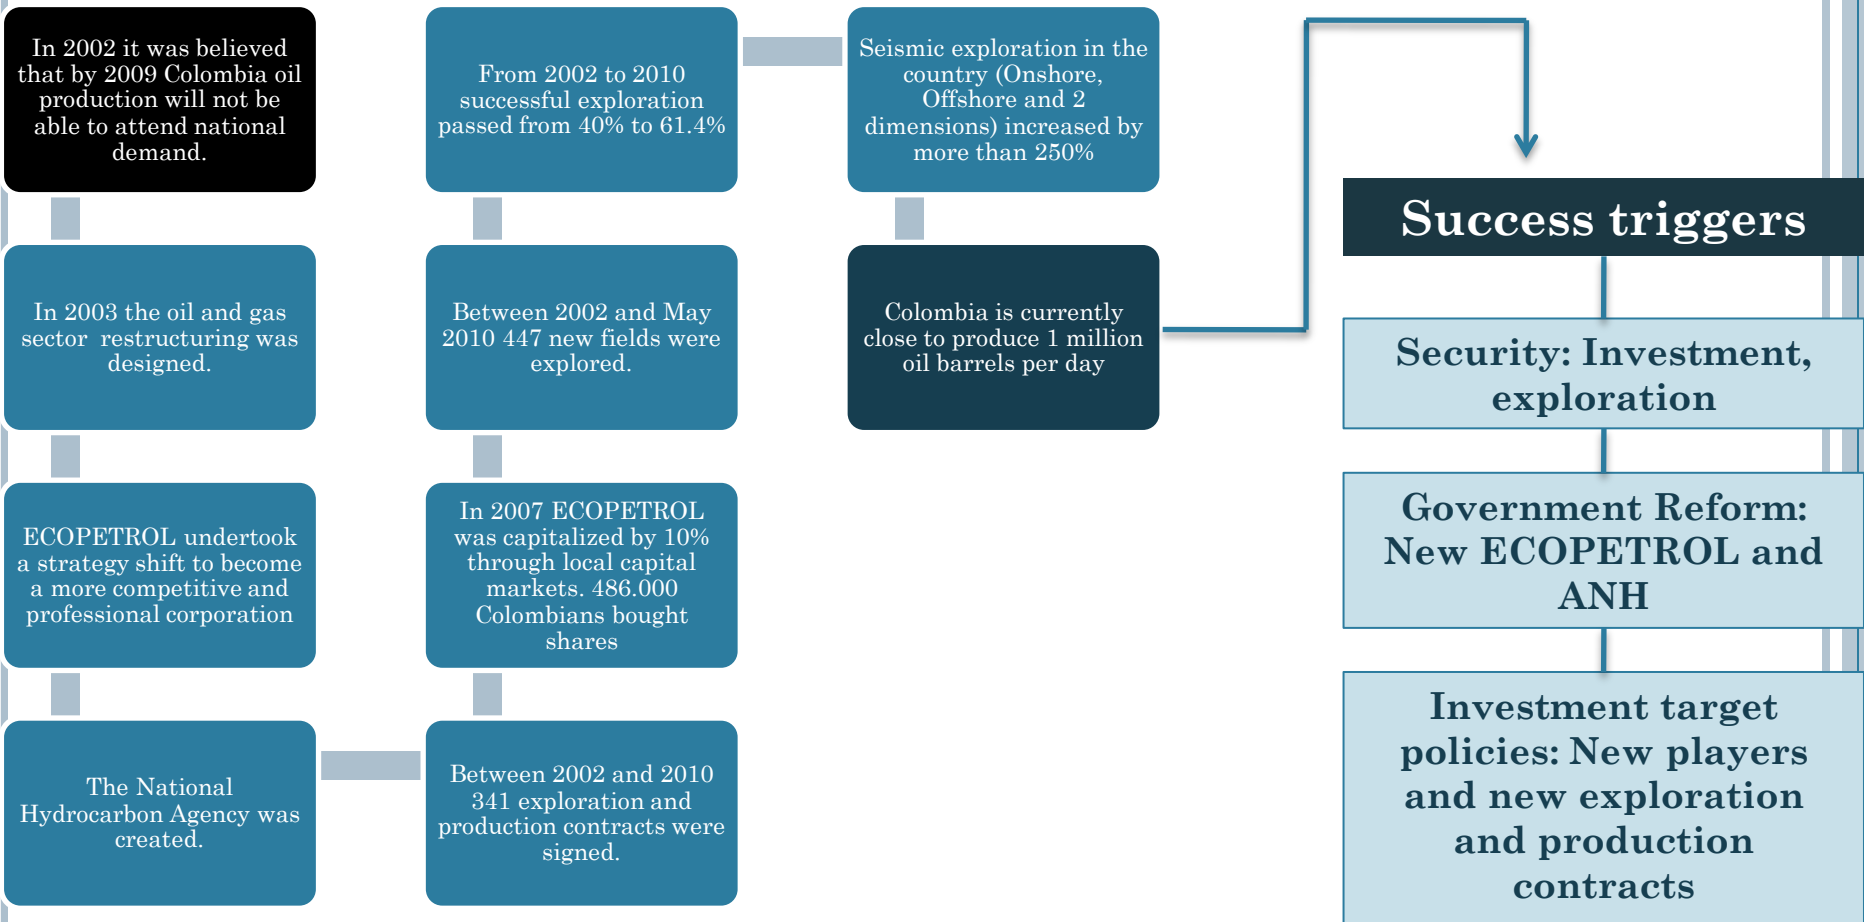 In 2002 it was believed
that by 2009 Colombia oil
production will not be
able to attend national
demand.
In 2003 the oil and gas
sector restructuring was
designed.
ECOPETROL undertook
a strategy shift to become
a more competitive and
professional corporation
The National
Hydrocarbon Agency was
created.
Between 2002 and 2010
341 exploration and
production contracts were
signed.
In 2007 ECOPETROL
was capitalized by 10%
through local capital
markets. 486.000
Colombians bought
shares
Between 2002 and May
2010 447 new fields were
explored.
From 2002 to 2010
successful exploration
passed from 40% to 61.4%
Seismic exploration in the
country (Onshore,
Offshore and 2
dimensions) increased by
more than 250%
Colombia is currently
close to produce 1 million
oil barrels per day
Success triggers
Security: Investment,
exploration
Government Reform:
New ECOPETROL and
ANH
Investment target
policies: New players
and new exploration
and production
contracts